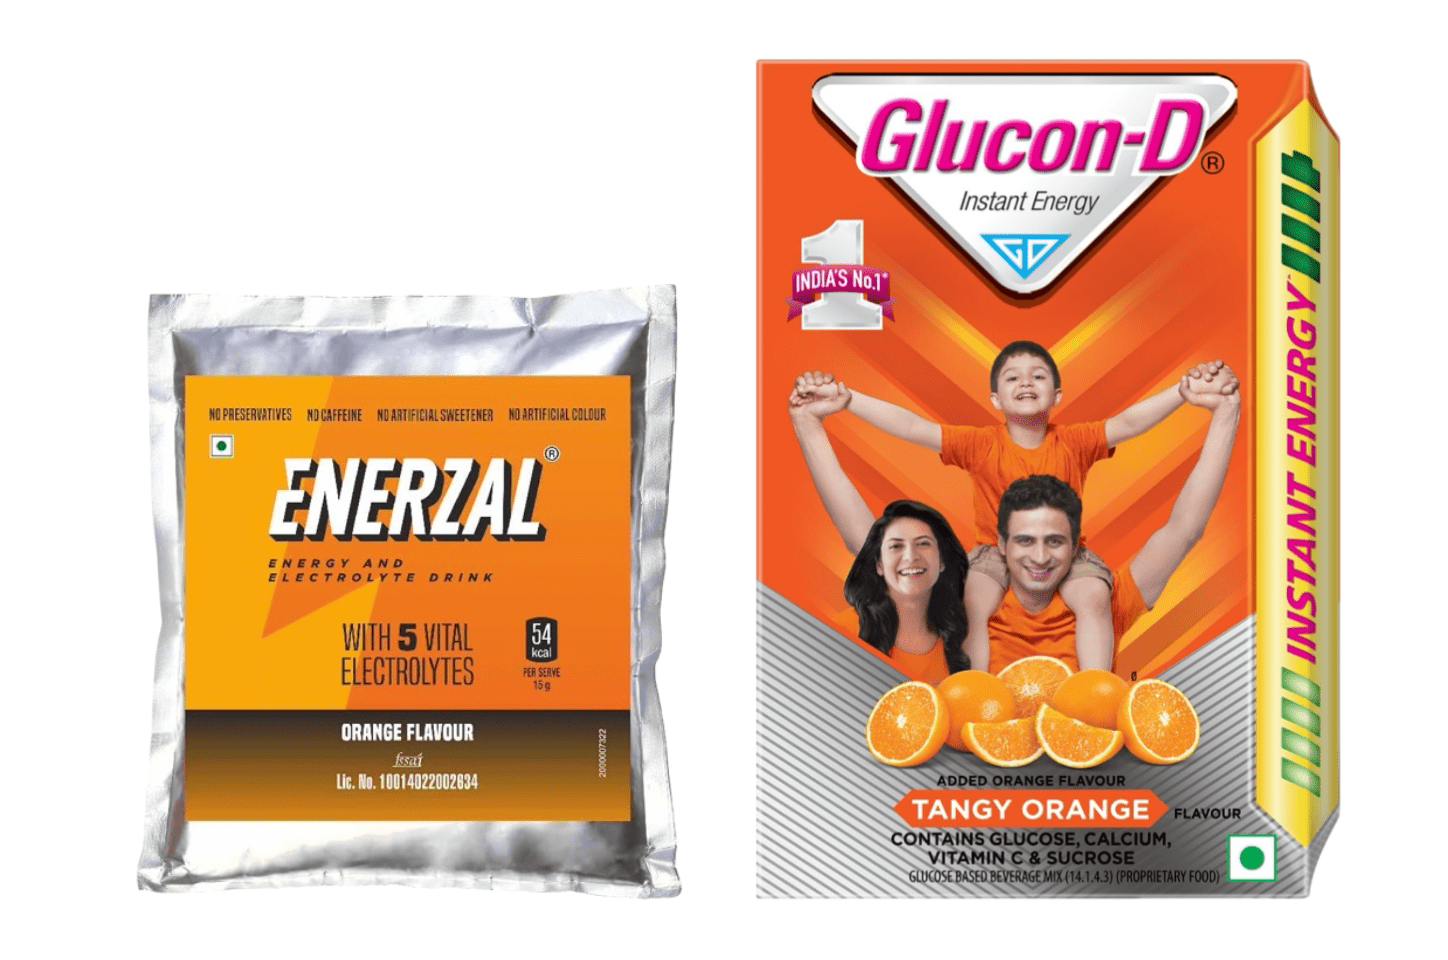 NO PRESERVATIVES NO CAFFEINE NO ARTIFICIAL SWEETENER NO ARTIFICIAL COLOUR
ENERZAL®
ENERGY AND
ELECTROLYTE DRINK
WITH 5 VITAL
ELECTROLYTES
54
kcal
PER SERVE
15 g
ORANGE FLAVOUR
fssai
Lic. No. 10014022002634
2000007322
Glucon-D®
Instant Energy
GD
1
INDIA'S No.1*
INSTANT ENERGY
ADDED ORANGE FLAVOUR
TANGY ORANGE FLAVOUR
CONTAINS GLUCOSE, CALCIUM,
VITAMIN C & SUCROSE
GLUCOSE BASED BEVERAGE MIX (14.1.4.3) (PROPRIETARY FOOD)